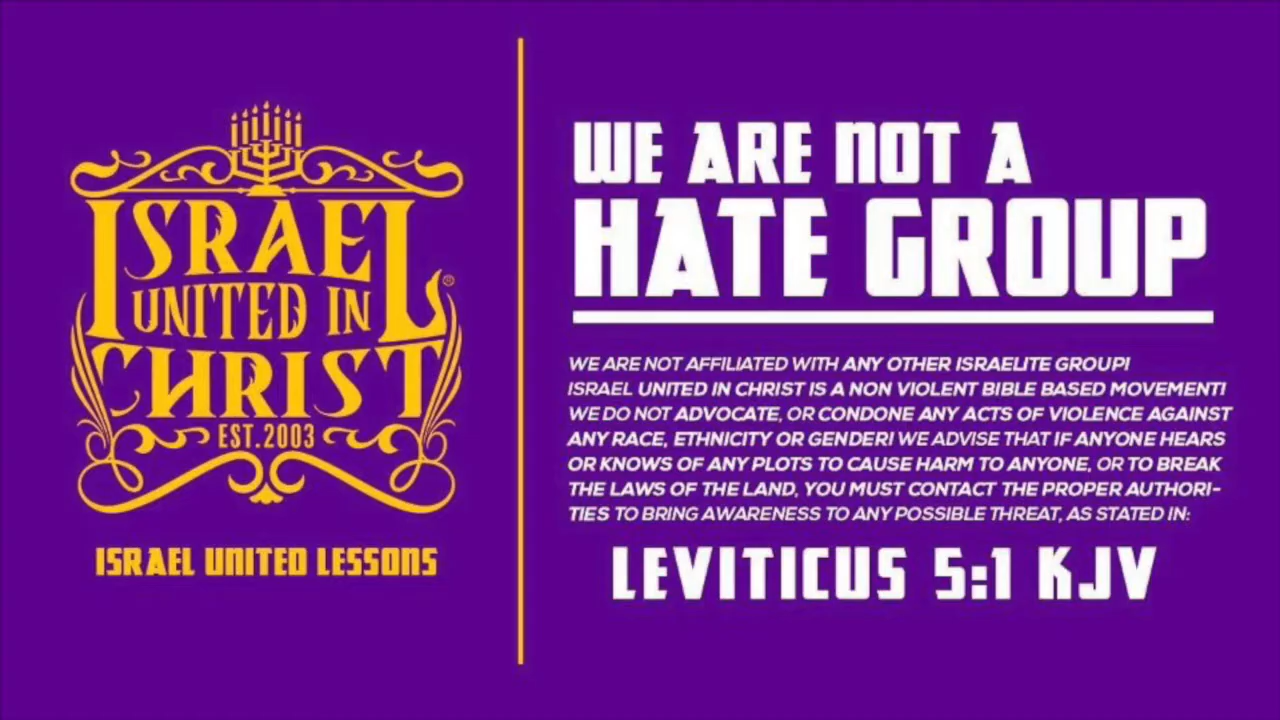 ISRAEL
UNITED IN
CHRIST
EST.2003
ISRAEL UNITED LESSONS
WE ARE NOT A
HATE GROUP
WE ARE NOT AFFILIATED WITH ANY OTHER ISRAELITE GROUP!
ISRAEL UNITED IN CHRIST IS A NON VIOLENT BIBLE BASED MOVEMENT!
WE DO NOT ADVOCATE, OR CONDONE ANY ACTS OF VIOLENCE AGAINST
ANY RACE, ETHNICITY OR GENDER! WE ADVISE THAT IF ANYONE HEARS
OR KNOWS OF ANY PLOTS TO CAUSE HARM TO ANYONE, OR TO BREAK
THE LAWS OF THE LAND, YOU MUST CONTACT THE PROPER AUTHORI-
TIES TO BRING AWARENESS TO ANY POSSIBLE THREAT, AS STATED IN:
LEVITICUS 5:1 KJV